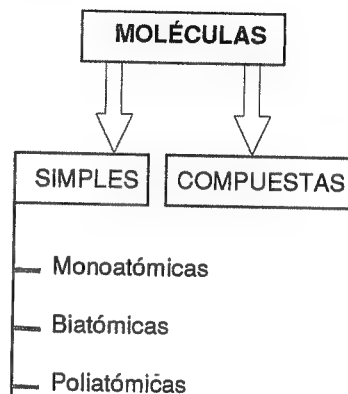 MOLÉCULAS
SIMPLES
COMPUESTAS
Monoatómicas
Biatómicas
Poliatómicas